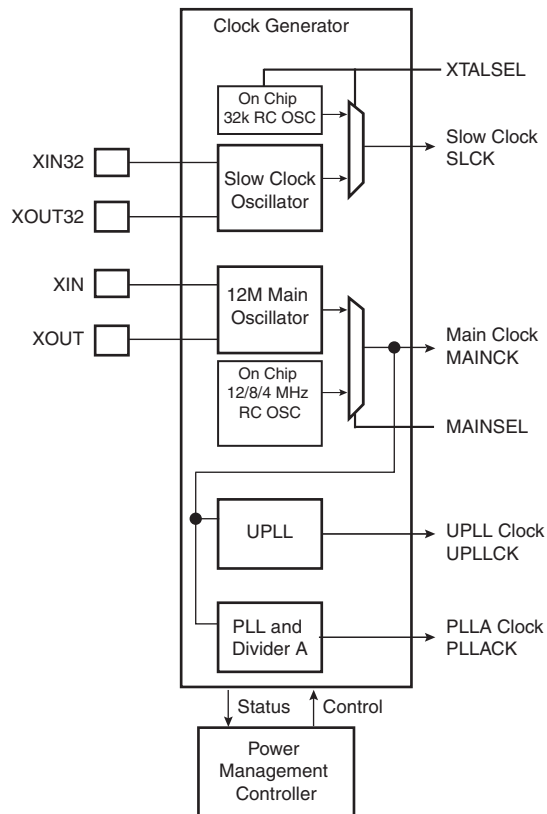 Clock Generator
XTALSEL
On Chip
32k RC OSC
Slow Clock
SLCK
XIN32
Slow Clock
Oscillator
XOUT32
XIN
12M Main
Oscillator
XOUT
Main Clock
MAINCK
On Chip
12/8/4 MHz
RC OSC
MAINSEL
UPLL
UPLL Clock
UPLLCK
PLL and
Divider A
PLLA Clock
PLLACK
Status
Control
Power
Management
Controller